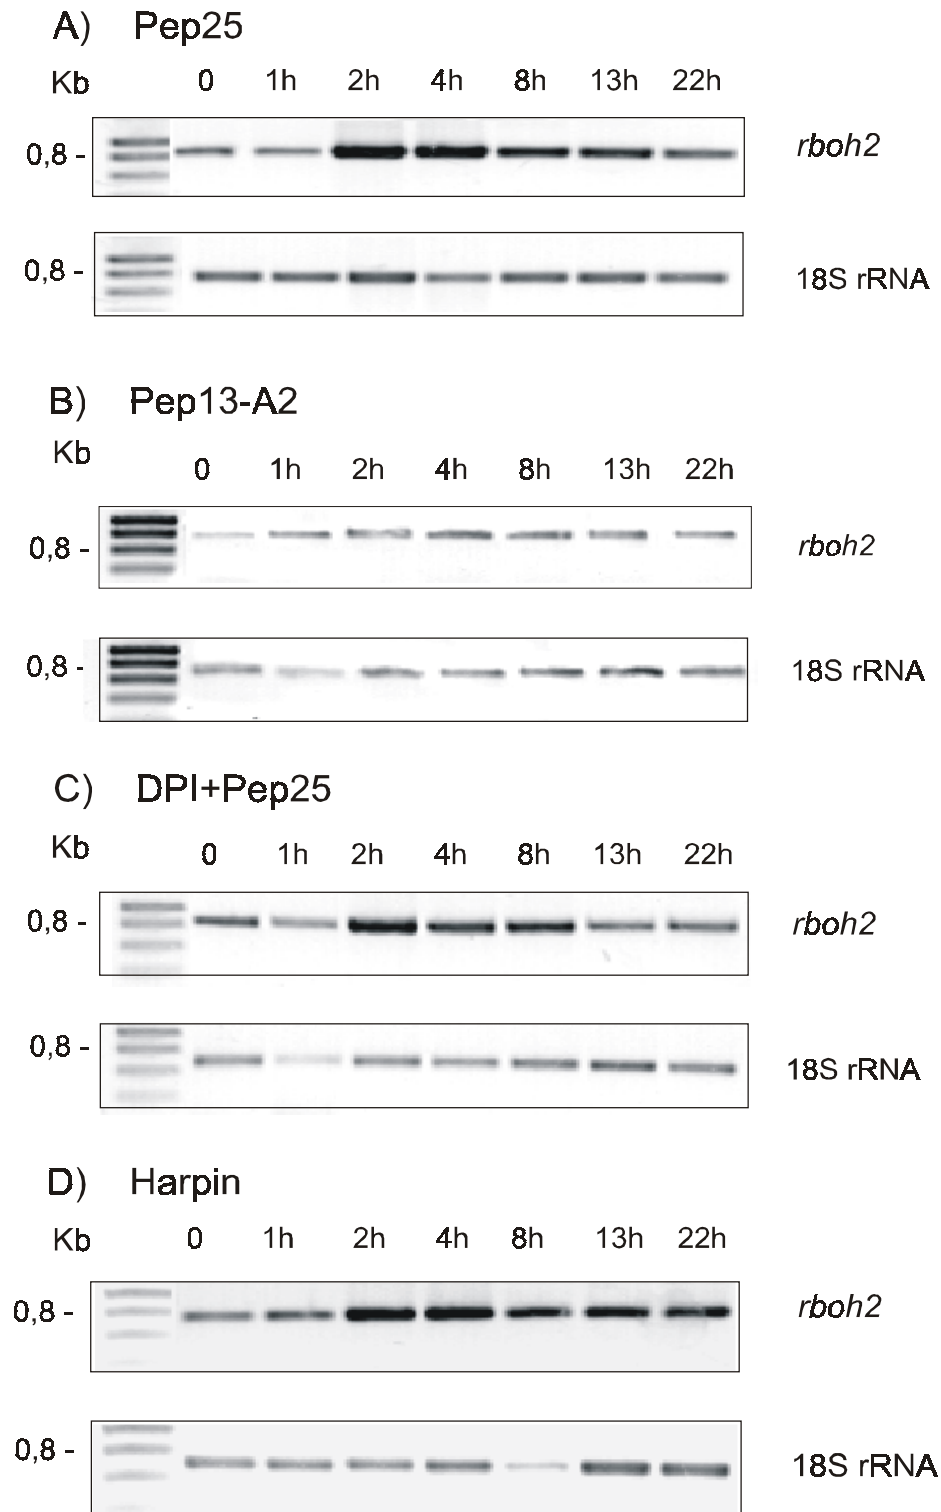 A) Pep25
Kb 0 1h 2h 4h 8h 13h 22h
0,8 - rboh2
0,8 - 18S rRNA
B) Pep13-A2
Kb
0 1h 2h 4h 8h 13h 22h
0,8 - rboh2
0,8 - 18S rRNA
C) DPI+Pep25
Kb 0 1h 2h 4h 8h 13h 22h
0,8 - rboh2
0,8 - 18S rRNA
D) Harpin
Kb 0 1h 2h 4h 8h 13h 22h
0,8 - rboh2
0,8 - 18S rRNA